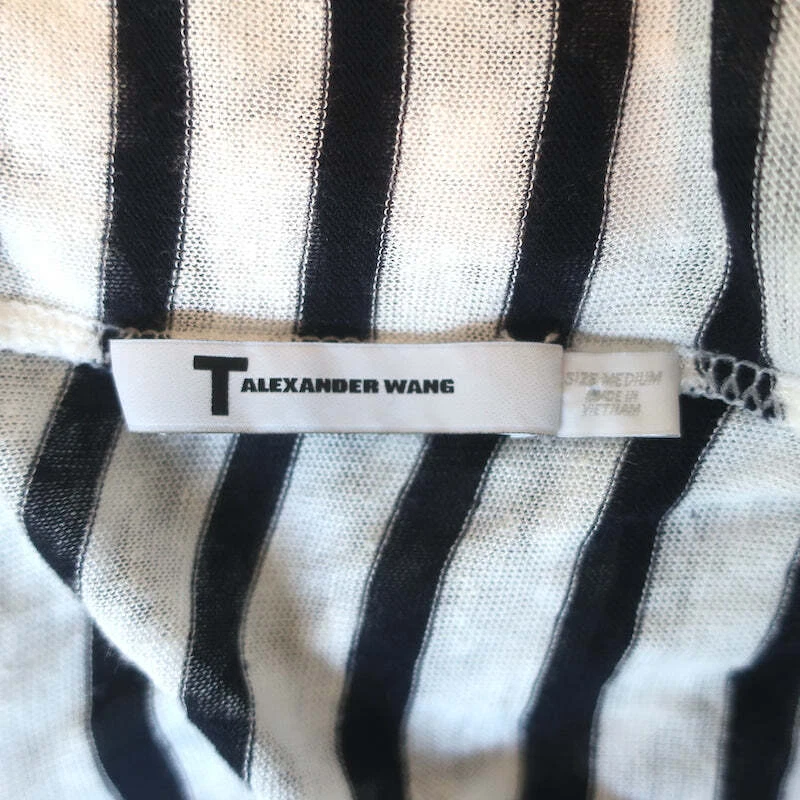 T ALEXANDER WANG
SIZE MEDIUM
MADE IN
VIETNAM